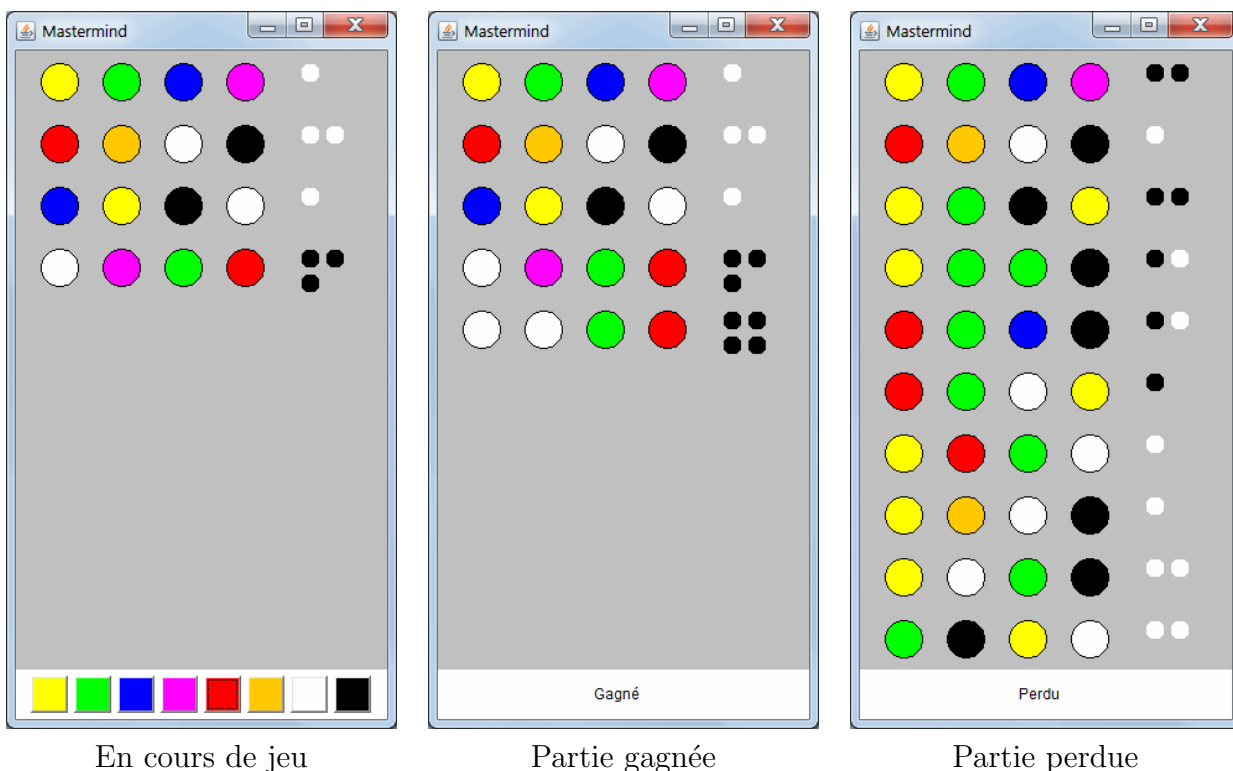 Mastermind
Mastermind
Mastermind
Gagné
Perdu
En cours de jeu
Partie gagnée
Partie perdue